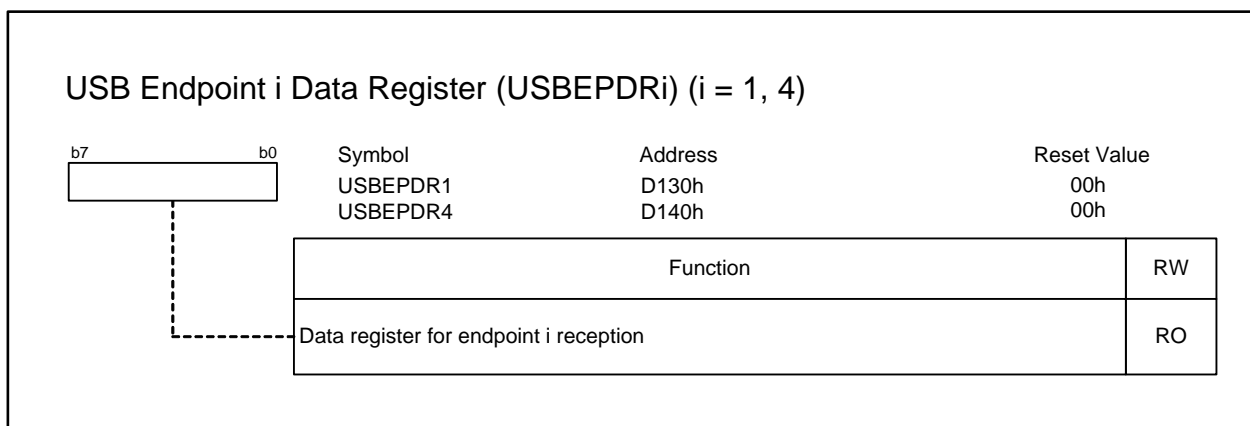 USB Endpoint i Data Register (USBEPDRi) (i = 1, 4)
b7 b0 Symbol Address Reset Value
USBEPDR1 D130h 00h
USBEPDR4 D140h 00h
Function RW
Data register for endpoint i reception RO